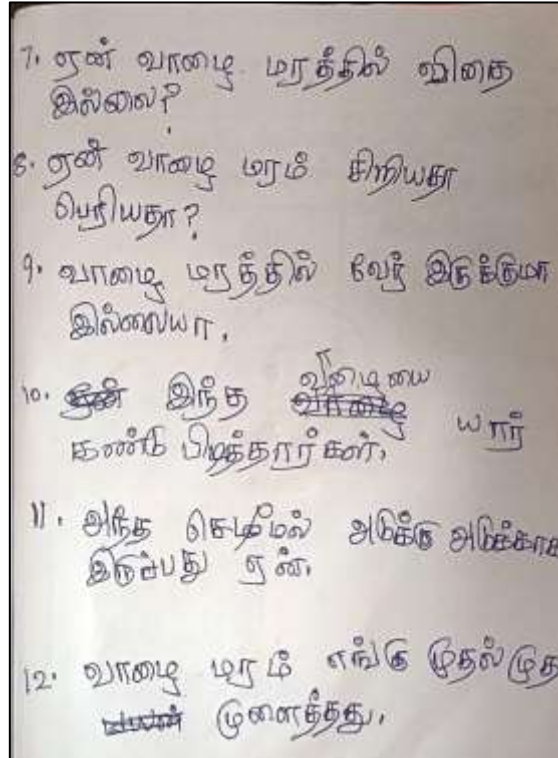 7. ஏன் வாழை மரத்தில் விதை
இல்லை?
8. ஏன் வாழை மரம் சிறியதா
பெரியதா?
9. வாழை மரத்தில் வேர் இருக்குமா
இல்லையா.
10. இந்த யார்
கண்டு பிடித்தார்கள்.
11. அந்த செடிமேல் அடுக்கு அடுக்காக
இருப்பது ஏன்.
12. வாழை மரம் எங்கு முதல் முத
முளைத்தது.